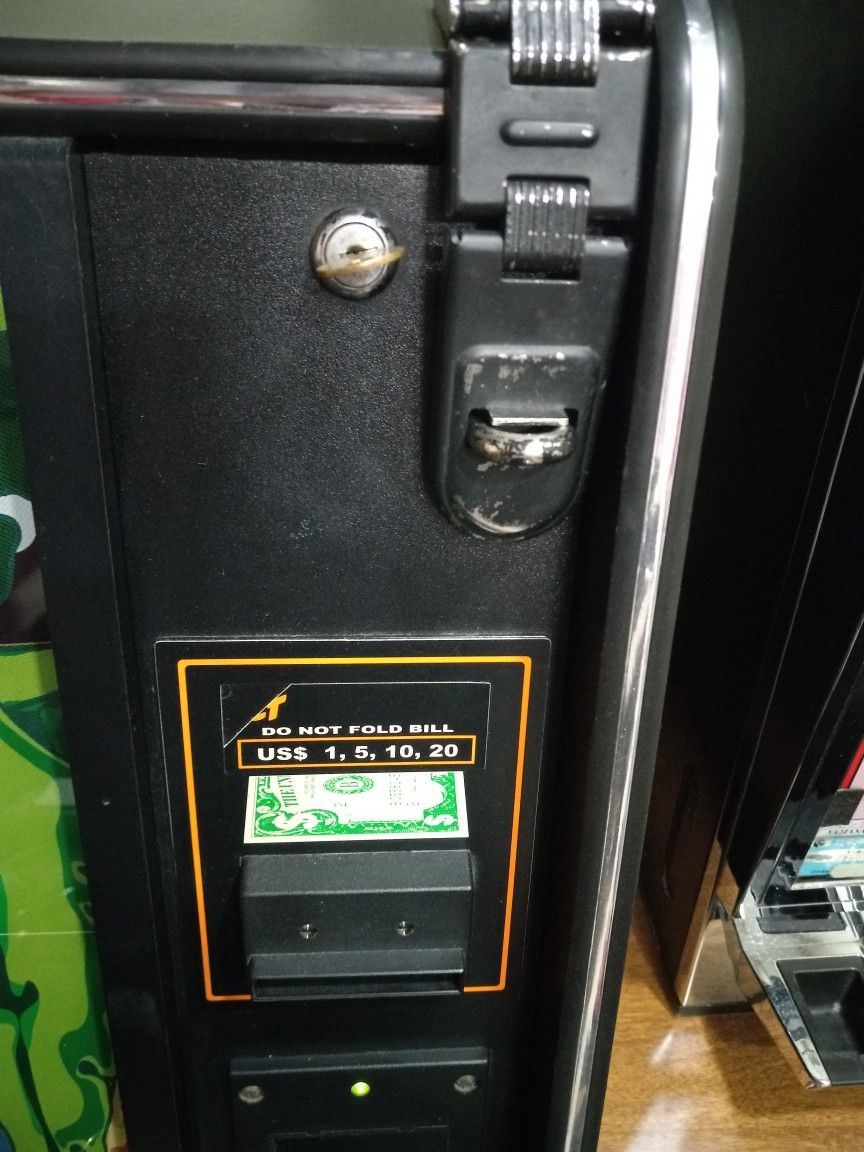 DO NOT FOLD BILL
US$ 1, 5, 10, 20